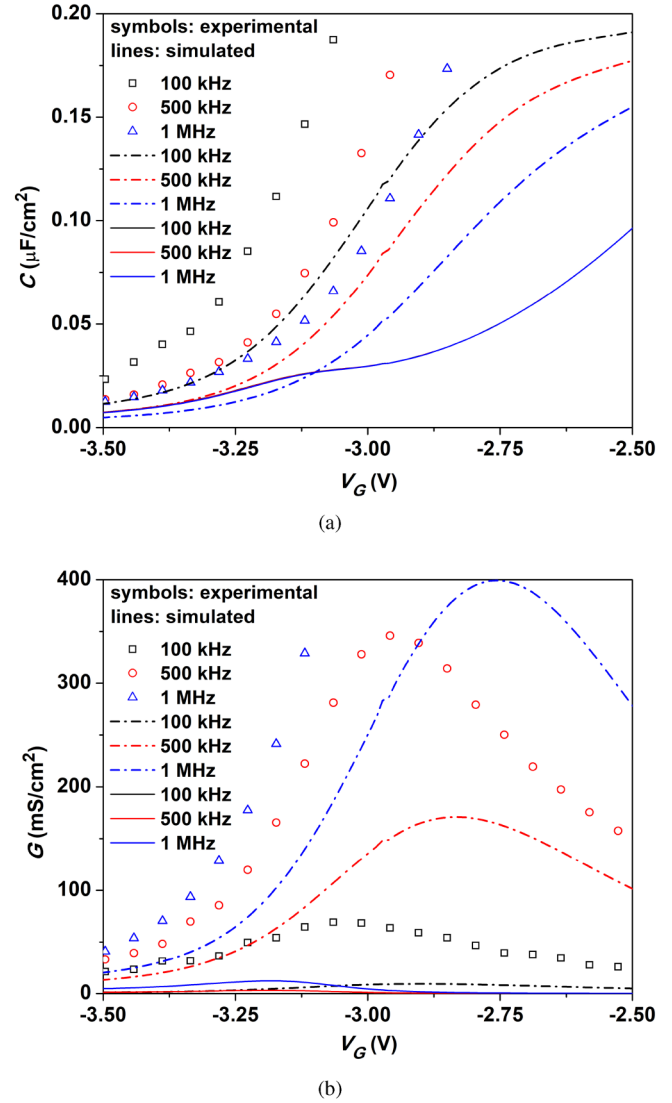 symbols: experimental
lines: simulated
100 kHz
500 kHz
1 MHz
100 kHz
500 kHz
1 MHz
100 kHz
500 kHz
1 MHz
0.20
0.15
0.10
0.05
0.00
C (μF/cm²)
-3.50 -3.25 -3.00 -2.75 -2.50
V_G (V)
(a)
symbols: experimental
lines: simulated
100 kHz
500 kHz
1 MHz
100 kHz
500 kHz
1 MHz
100 kHz
500 kHz
1 MHz
400
300
200
100
0
G (mS/cm²)
-3.50 -3.25 -3.00 -2.75 -2.50
V_G (V)
(b)